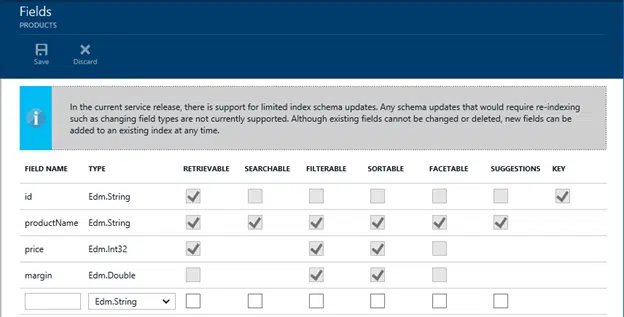 Fields
PRODUCTS
Save Discard
In the current service release, there is support for limited index schema updates. Any schema updates that would require re-indexing
such as changing field types are not currently supported. Although existing fields cannot be changed or deleted, new fields can be
added to an existing index at any time.
FIELD NAME TYPE RETRIEVABLE SEARCHABLE FILTERABLE SORTABLE FACETABLE SUGGESTIONS KEY
id Edm.String
productName Edm.String
price Edm.Int32
margin Edm.Double
Edm.String